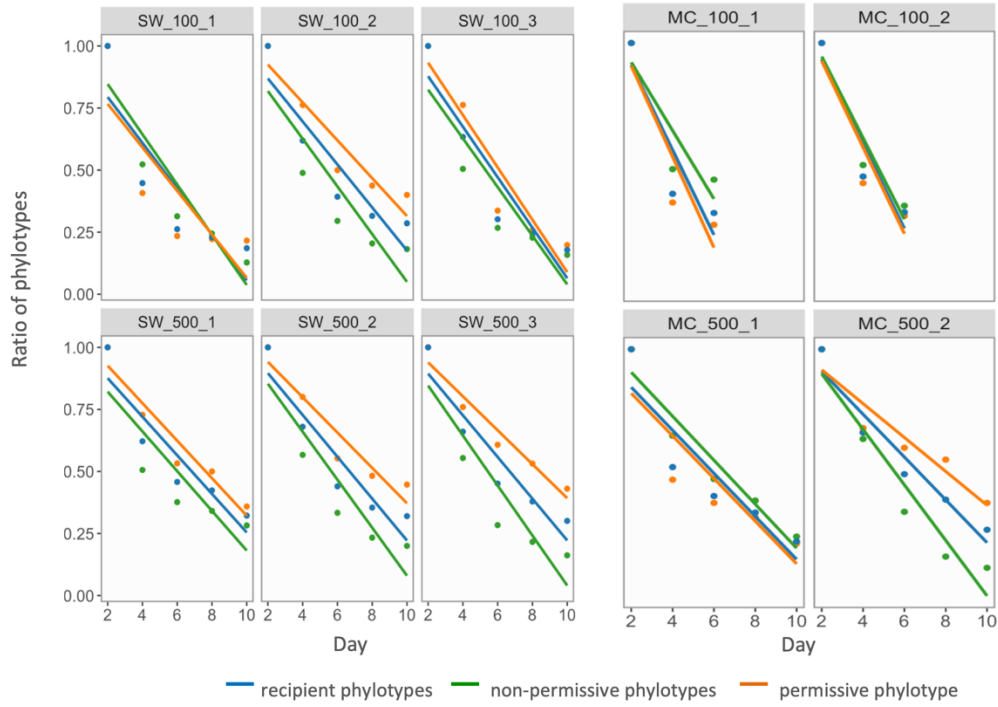 SW_100_1 SW_100_2 SW_100_3 MC_100_1 MC_100_2
1.00
0.75
0.50
0.25
0.00
SW_500_1 SW_500_2 SW_500_3 MC_500_1 MC_500_2
1.00
0.75
0.50
0.25
0.00
2 4 6 8 10 2 4 6 8 10 2 4 6 8 10 2 4 6 8 10 2 4 6 8 10
Ratio of phylotypes
Day Day
recipient phylotypes non-permissive phylotypes permissive phylotype